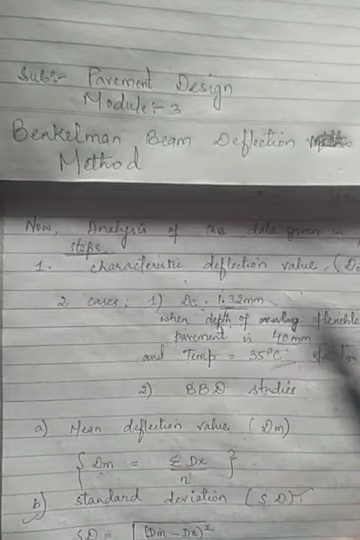 Sub:- Pavement Design
Module:- 3
Benkelman Beam Deflection
Method
Now, Analysis of the data given in
steps
1. characteristic deflection value, (Dc
2 cases; 1) Dc = 1.32mm
when depth of
pavement is 40mm
and Temp = 35°C
2) BBD studies
a) Mean deflection value (Dm)
{ Dm = Σ Dx / n }
b) standard deviation (S.D)
S.D = √(Dm - Dx)²